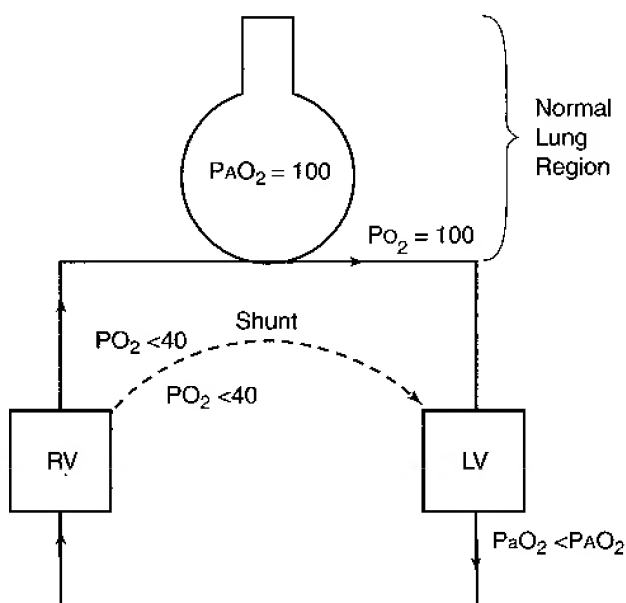 Normal
Lung
Region
PAO₂ = 100
PO₂ = 100
Shunt
PO₂ <40
PO₂ <40
RV
LV
PaO₂ <PAO₂